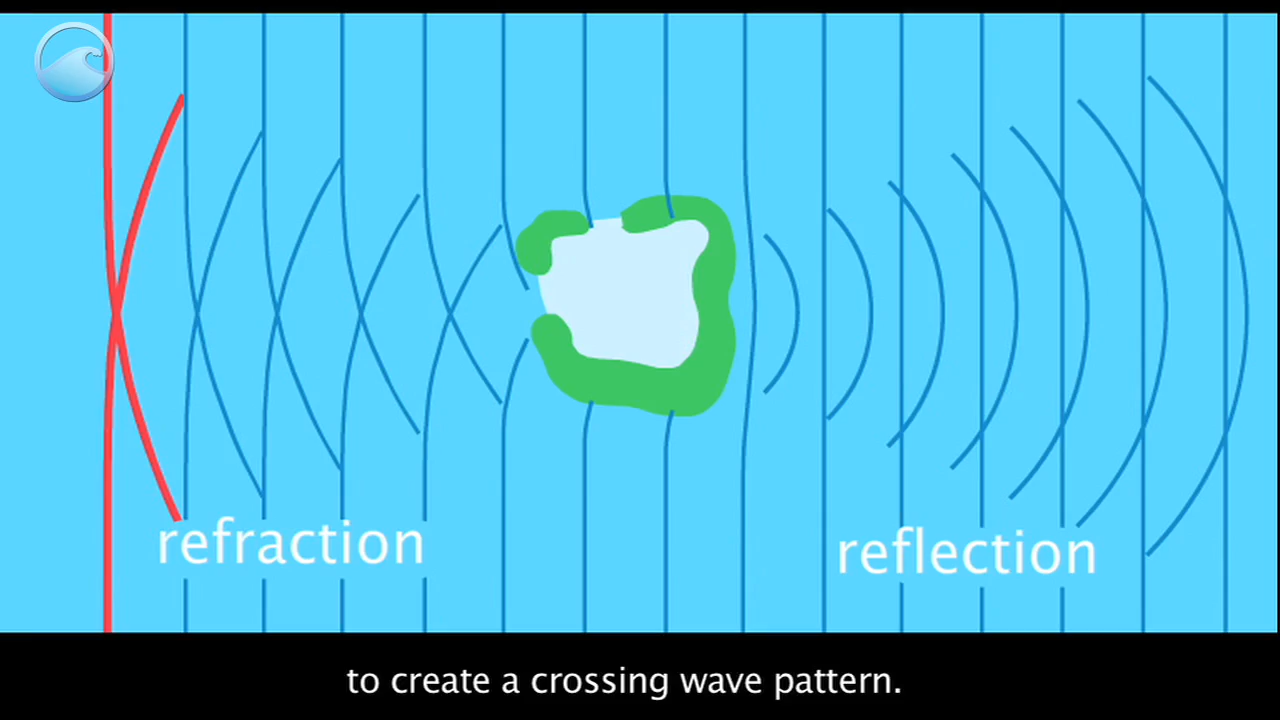 refraction
reflection
to create a crossing wave pattern.